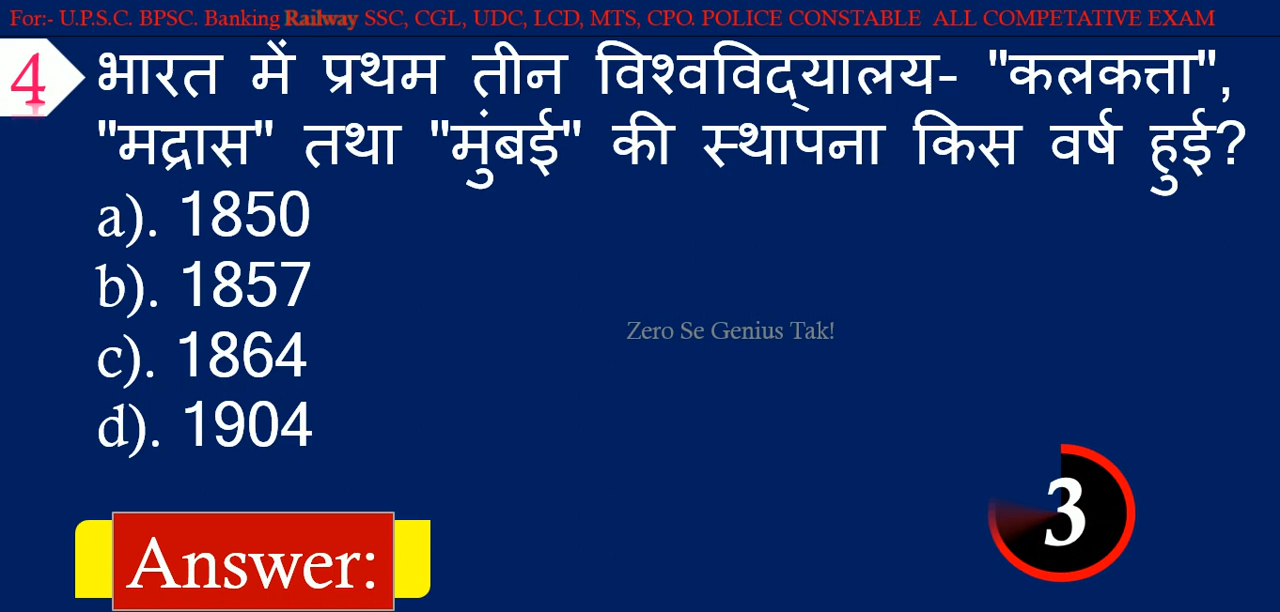 For:- U.P.S.C. BPSC. Banking Railway SSC, CGL, UDC, LCD, MTS, CPO. POLICE CONSTABLE ALL COMPETATIVE EXAM
4 भारत में प्रथम तीन विश्वविद्यालय- "कलकत्ता",
"मद्रास" तथा "मुंबई" की स्थापना किस वर्ष हुई?
a). 1850
b). 1857
Zero Se Genius Tak!
c). 1864
d). 1904
3
Answer: